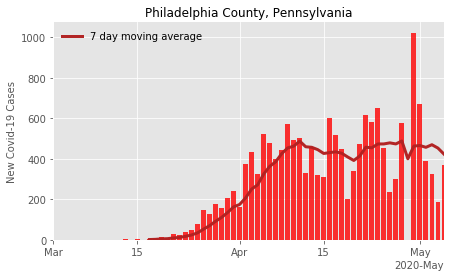 Philadelphia County, Pennsylvania
7 day moving average
New Covid-19 Cases
1000
800
600
400
200
0
Mar
15
Apr
15
May
2020-May